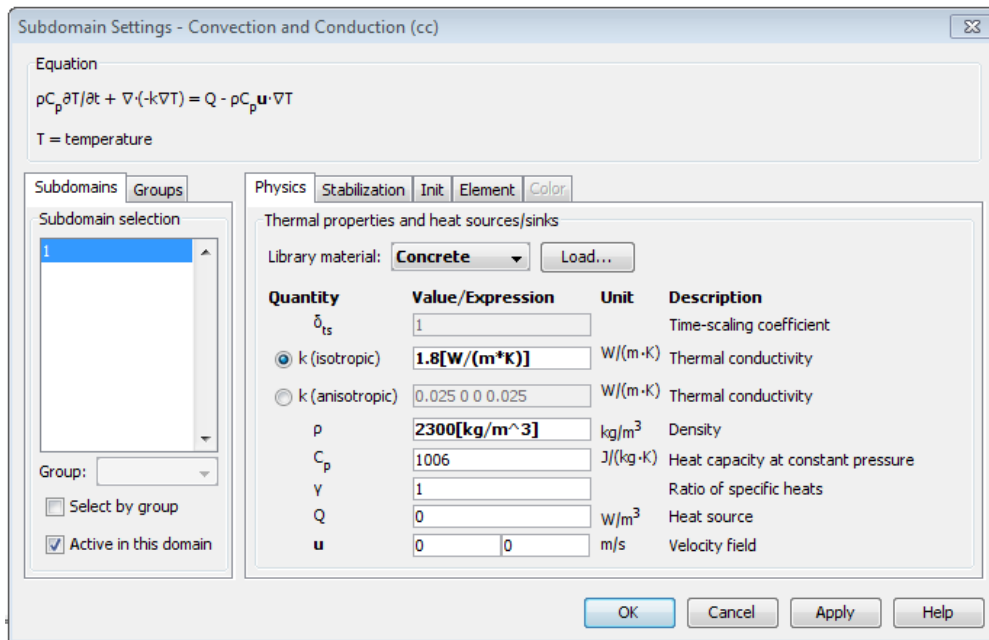 Subdomain Settings - Convection and Conduction (cc)
Equation
ρCp∂T/∂t + ∇·(-k∇T) = Q - ρCpu·∇T
T = temperature
Subdomains Groups
Subdomain selection
1
Group:
Select by group
Active in this domain
Physics Stabilization Init Element Color
Thermal properties and heat sources/sinks
Library material: Concrete Load...
Quantity Value/Expression Unit Description
δts 1 Time-scaling coefficient
k (isotropic) 1.8[W/(m*K)] W/(m·K) Thermal conductivity
k (anisotropic) 0.025 0 0 0.025 W/(m·K) Thermal conductivity
ρ 2300[kg/m^3] kg/m³ Density
Cp 1006 J/(kg·K) Heat capacity at constant pressure
γ 1 Ratio of specific heats
Q 0 W/m³ Heat source
u 0 0 m/s Velocity field
OK Cancel Apply Help